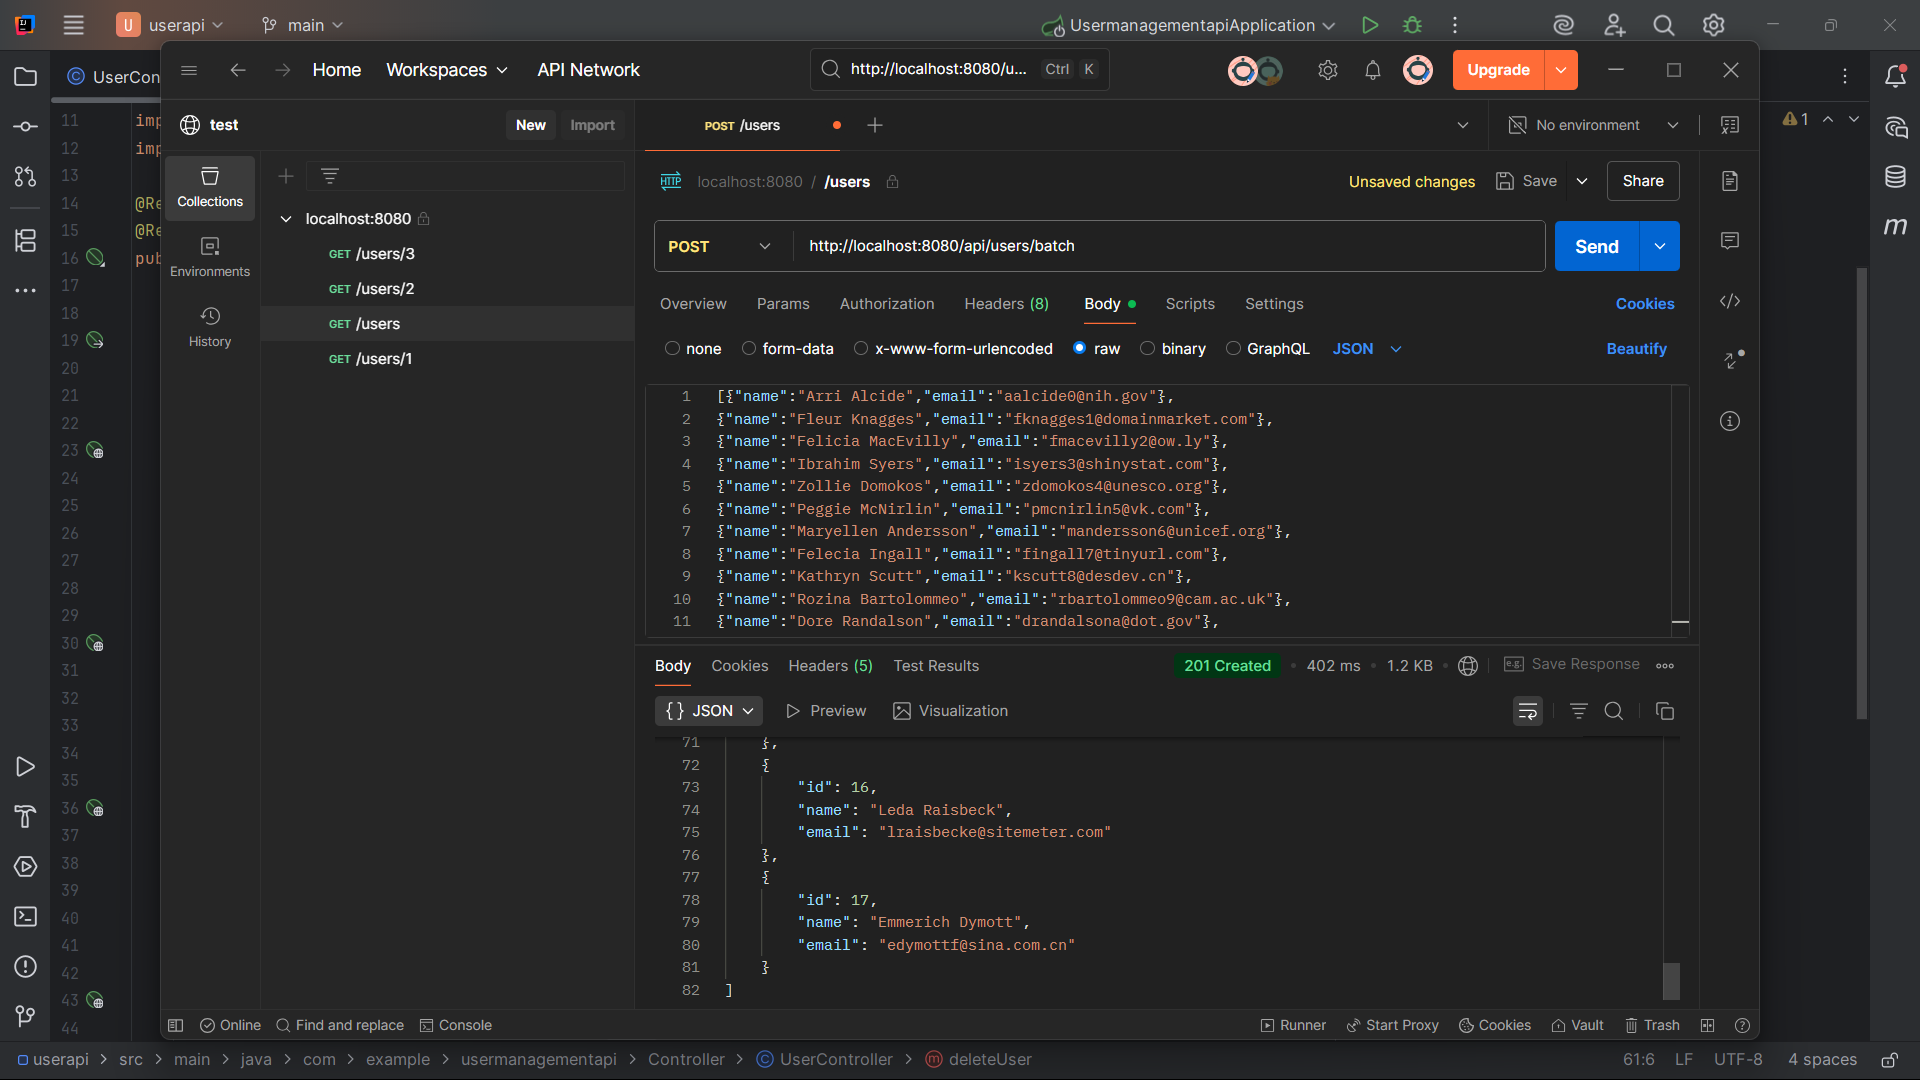 U userapi
main
UsermanagementapiApplication
UserCon
1
11 imp
12 imp
13
14 @Re
15 @Re
16 pub
17
18
19
20
21
22
23
24
25
26
27
28
29
30
31
32
33
34
35
36
37
38
39
40
41
42
43
44
Home Workspaces API Network
http://localhost:8080/u... Ctrl K
Upgrade
test
New Import
POST /users
No environment
Collections
Environments
History
localhost:8080
GET /users/3
GET /users/2
GET /users
GET /users/1
HTTP localhost:8080 / /users
Unsaved changes Save Share
POST http://localhost:8080/api/users/batch Send
Overview Params Authorization Headers (8) Body Scripts Settings Cookies
none form-data x-www-form-urlencoded raw binary GraphQL JSON Beautify
1 [{"name":"Arri Alcide","email":"aalcide0@nih.gov"},
2 {"name":"Fleur Knagges","email":"fknagges1@domainmarket.com"},
3 {"name":"Felicia MacEvilly","email":"fmacevilly2@ow.ly"},
4 {"name":"Ibrahim Syers","email":"isyers3@shinystat.com"},
5 {"name":"Zollie Domokos","email":"zdomokos4@unesco.org"},
6 {"name":"Peggie McNirlin","email":"pmcnirlin5@vk.com"},
7 {"name":"Maryellen Andersson","email":"mandersson6@unicef.org"},
8 {"name":"Felecia Ingall","email":"fingall7@tinyurl.com"},
9 {"name":"Kathryn Scutt","email":"kscutt8@desdev.cn"},
10 {"name":"Rozina Bartolommeo","email":"rbartolommeo9@cam.ac.uk"},
11 {"name":"Dore Randalson","email":"drandalsona@dot.gov"},
Body Cookies Headers (5) Test Results
201 Created • 402 ms • 1.2 KB
e.g. Save Response
{} JSON Preview Visualization
71 },
72 {
73 "id": 16,
74 "name": "Leda Raisbeck",
75 "email": "lraisbecke@sitemeter.com"
76 },
77 {
78 "id": 17,
79 "name": "Emmerich Dymott",
80 "email": "edymottf@sina.com.cn"
81 }
82 ]
Online Find and replace Console
Runner Start Proxy Cookies Vault Trash
userapi > src > main > java > com > example > usermanagementapi > Controller > UserController > deleteUser
61:6 LF UTF-8 4 spaces